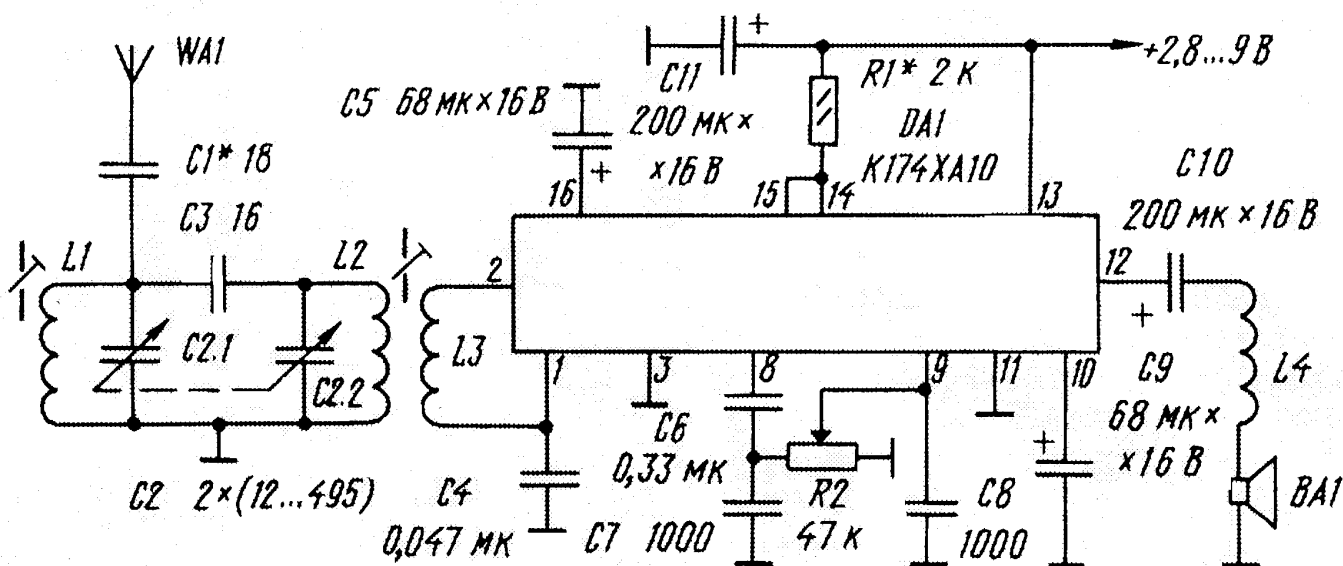 WA1
+2,8...9 В
C11
R1* 2 к
C5 68 мк×16 В
200 мк×
DA1
×16 В
К174ХА10
C1* 18
C10
16
15
14
13
200 мк×16 В
C3 16
L1
L2
2
12
+
+
+
C2.1
L3
C2.2
1
3
8
9
11
10
C9
L4
68 мк×
×16 В
+
C6
0,33 мк
C2 2×(12...495)
C4
R2
C8
BA1
0,047 мк
C7 1000
47 к
1000